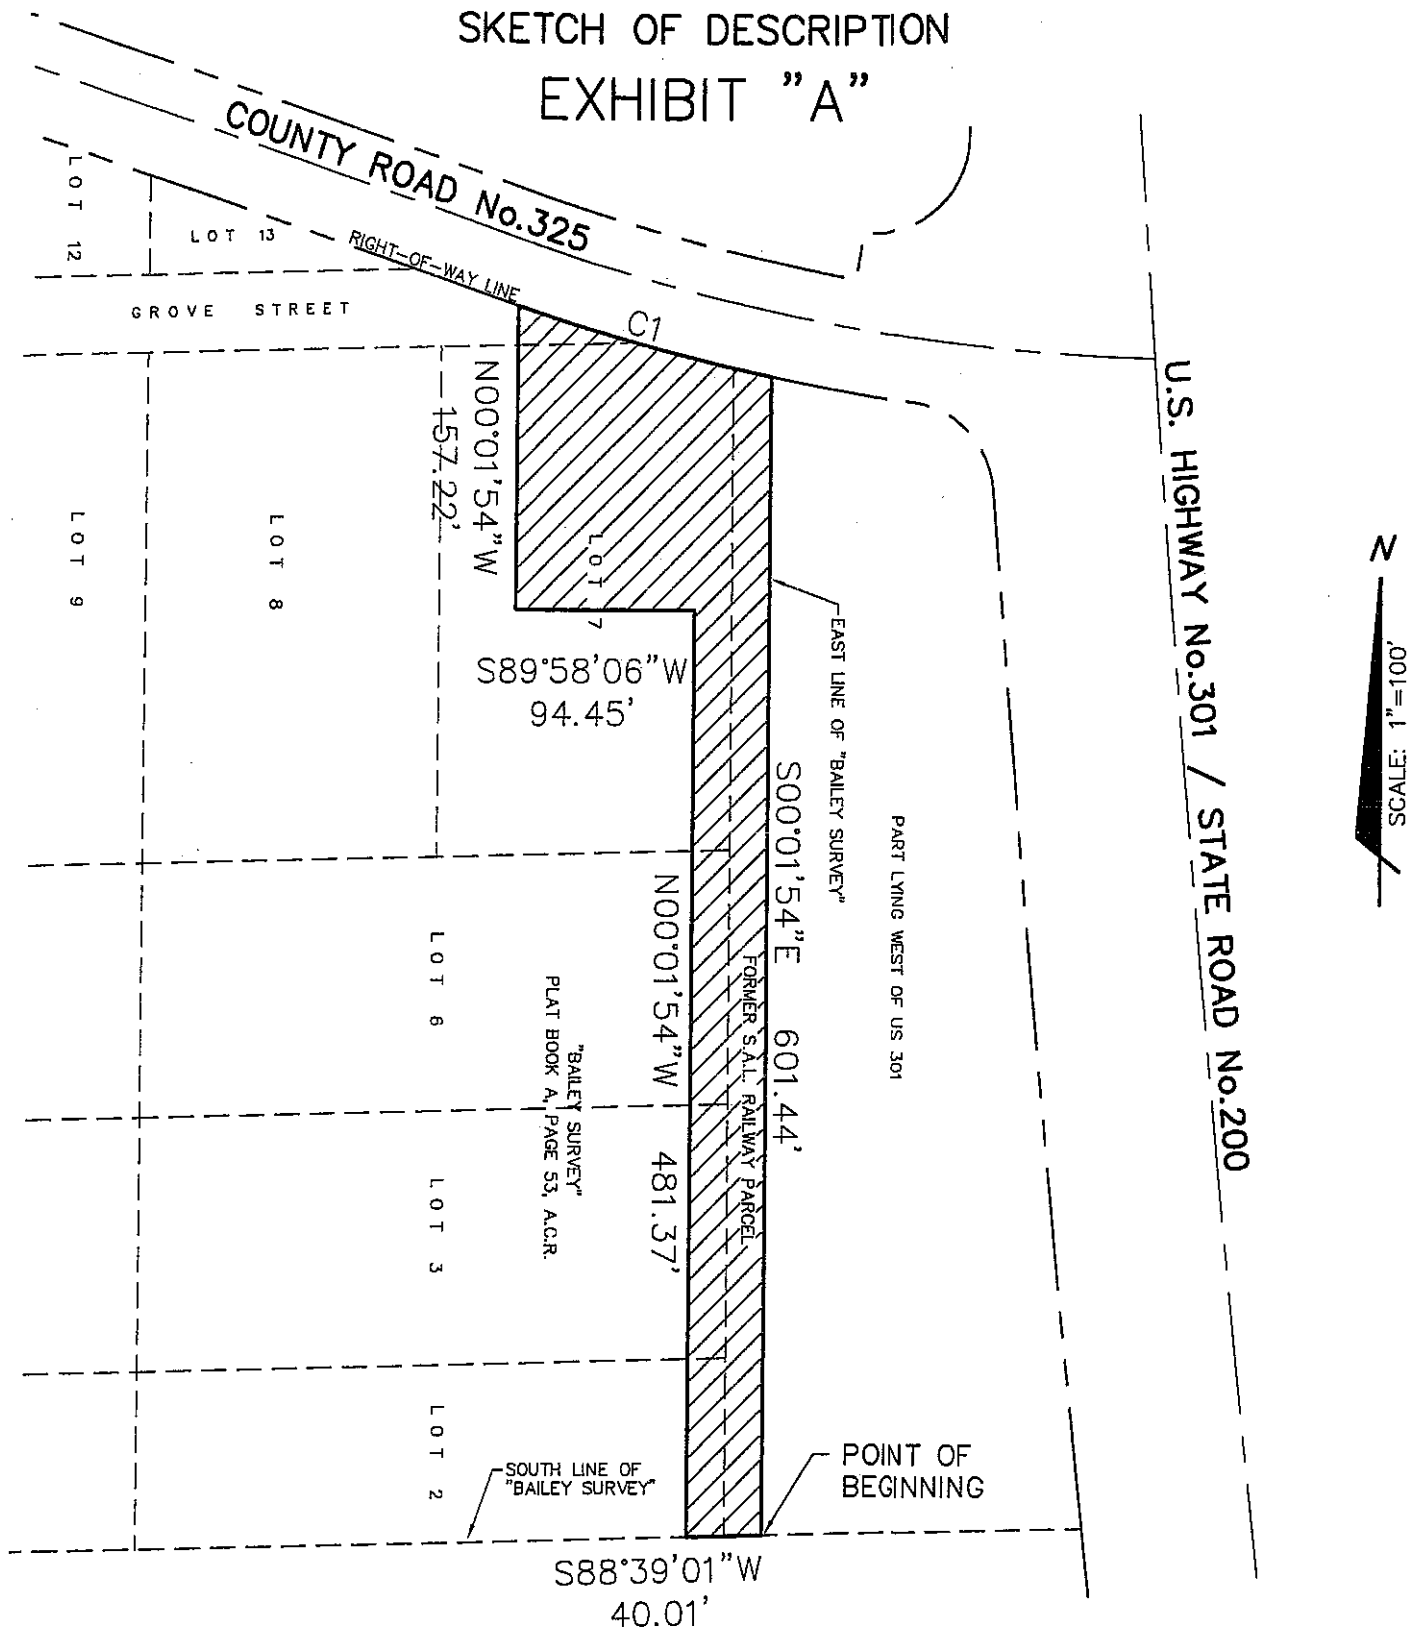 SKETCH OF DESCRIPTION
EXHIBIT "A"
COUNTY ROAD No.325
LOT 12
LOT 13
RIGHT-OF-WAY LINE
GROVE STREET
C1
N00°01'54"W
157.22'
U.S. HIGHWAY No.301 / STATE ROAD No.200
N
SCALE: 1"=100'
LOT 9
LOT 8
LOT 7
S89°58'06"W
94.45'
EAST LINE OF "BAILEY SURVEY"
S00°01'54"E 601.44'
PART LYING WEST OF US 301
N00°01'54"W 481.37'
FORMER S.A.L. RAILWAY PARCEL
LOT 6
"BAILEY SURVEY"
PLAT BOOK A, PAGE 53, A.C.R.
LOT 3
LOT 2
SOUTH LINE OF
"BAILEY SURVEY"
POINT OF
BEGINNING
S88°39'01"W
40.01'